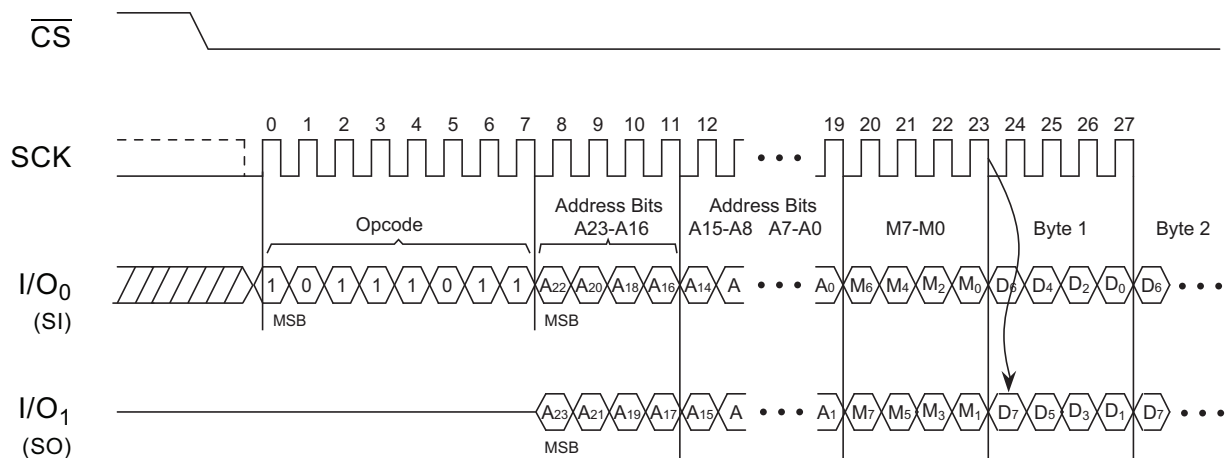 CS
0 1 2 3 4 5 6 7 8 9 10 11 12 19 20 21 22 23 24 25 26 27
SCK
Opcode
Address Bits
A23-A16
Address Bits
A15-A8 A7-A0
M7-M0
Byte 1
Byte 2
I/O0
(SI)
1 0 1 1 1 0 1 1 A22 A20 A18 A16 A14 A A0 M6 M4 M2 M0 D6 D4 D2 D0 D6
MSB
MSB
I/O1
(SO)
A23 A21 A19 A17 A15 A A1 M7 M5 M3 M1 D7 D5 D3 D1 D7
MSB